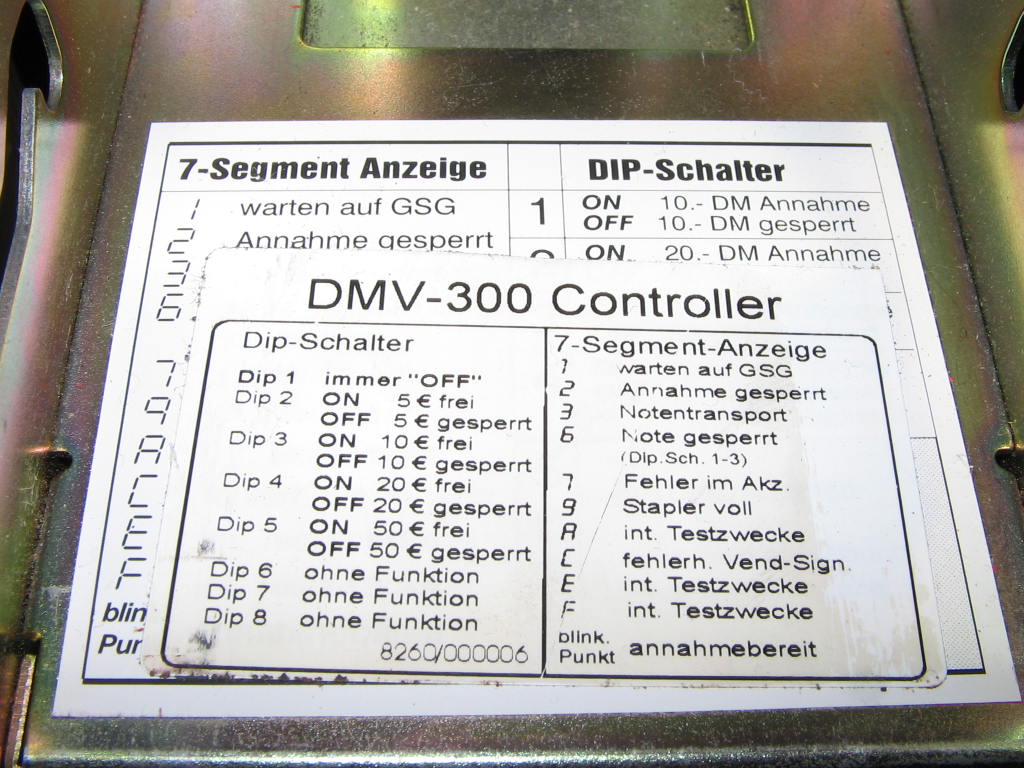 7-Segment Anzeige DIP-Schalter
1 warten auf GSG 1 ON 10.- DM Annahme
OFF 10.- DM gesperrt
2 Annahme gesperrt ON 20.- DM Annahme
3
6
7
9
A
C
E
F
blin
Pun
DMV-300 Controller
Dip-Schalter
Dip 1 immer "OFF"
Dip 2 ON 5 € frei
OFF 5 € gesperrt
Dip 3 ON 10 € frei
OFF 10 € gesperrt
Dip 4 ON 20 € frei
OFF 20 € gesperrt
Dip 5 ON 50 € frei
OFF 50 € gesperrt
Dip 6 ohne Funktion
Dip 7 ohne Funktion
Dip 8 ohne Funktion
8260/000006
7-Segment-Anzeige
1 warten auf GSG
2 Annahme gesperrt
3 Notentransport
6 Note gesperrt
(Dip.Sch. 1-3)
7 Fehler im Akz.
9 Stapler voll
A int. Testzwecke
C fehlerh. Vend-Sign.
E int. Testzwecke
F int. Testzwecke
blink.
Punkt annahmebereit